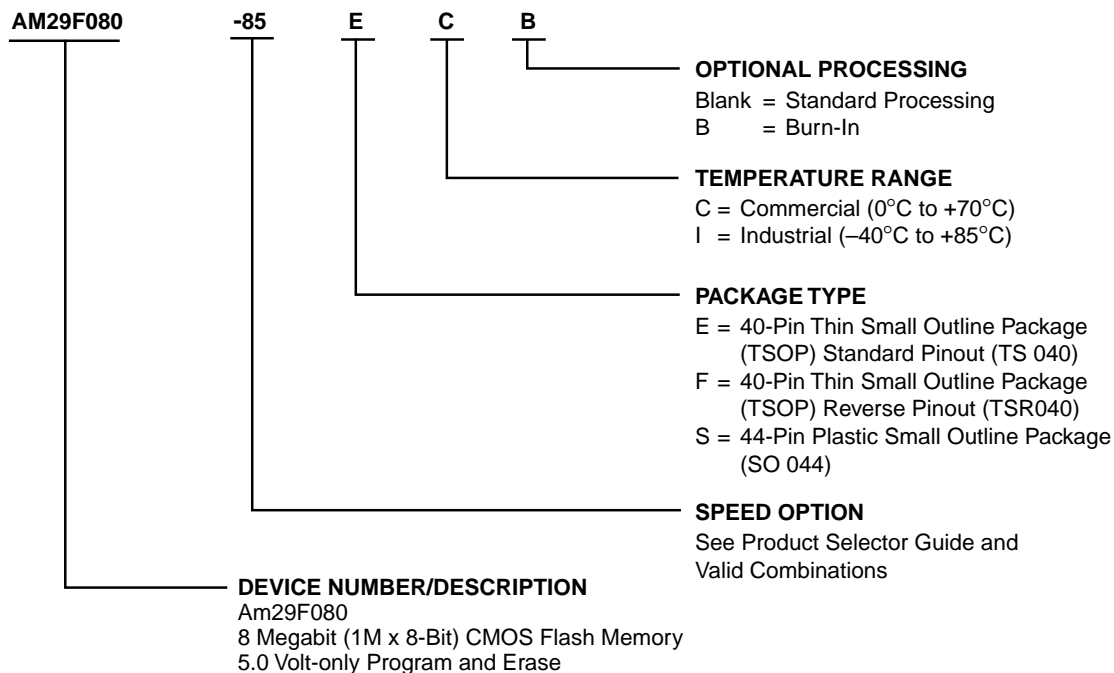 AM29F080 -85 E C B
OPTIONAL PROCESSING
Blank = Standard Processing
B = Burn-In
TEMPERATURE RANGE
C = Commercial (0°C to +70°C)
I = Industrial (–40°C to +85°C)
PACKAGE TYPE
E = 40-Pin Thin Small Outline Package
(TSOP) Standard Pinout (TS 040)
F = 40-Pin Thin Small Outline Package
(TSOP) Reverse Pinout (TSR040)
S = 44-Pin Plastic Small Outline Package
(SO 044)
SPEED OPTION
See Product Selector Guide and
Valid Combinations
DEVICE NUMBER/DESCRIPTION
Am29F080
8 Megabit (1M x 8-Bit) CMOS Flash Memory
5.0 Volt-only Program and Erase